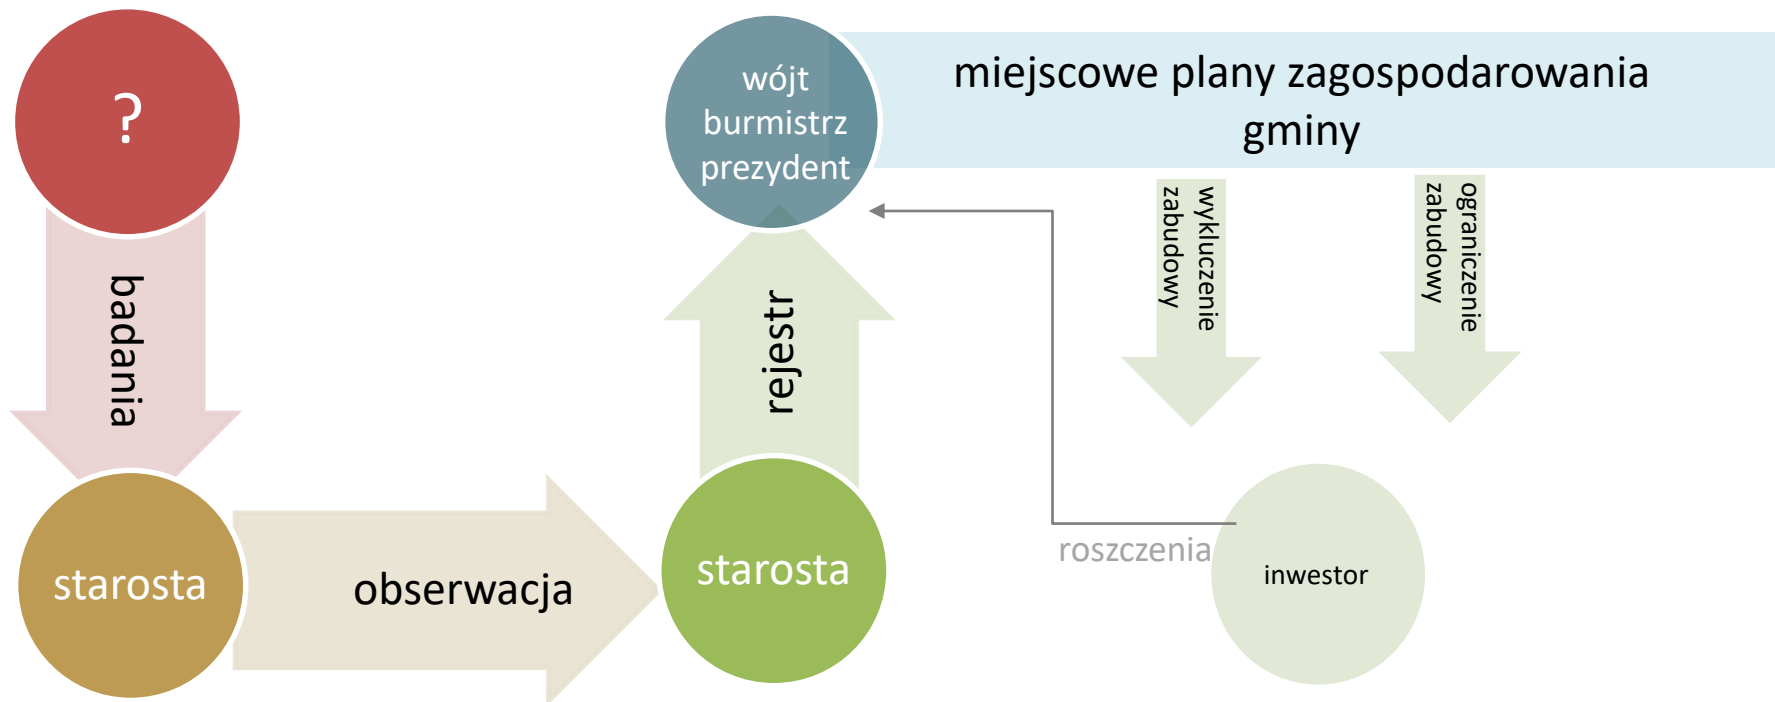 ?
badania
starosta
obserwacja
starosta
rejestr
wójt
burmistrz
prezydent
miejscowe plany zagospodarowania
gminy
wykluczenie
zabudowy
ograniczenie
zabudowy
roszczenia
inwestor